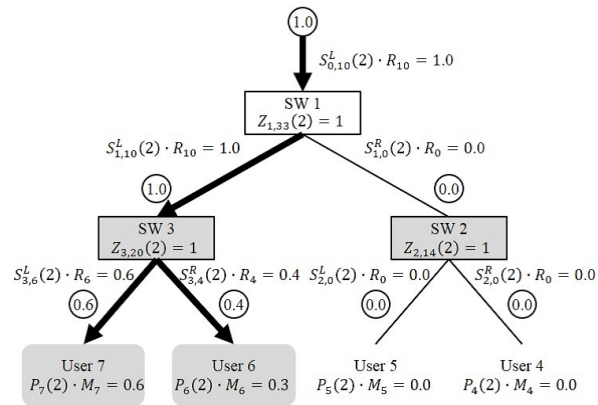 1.0
S^L_{0,10}(2) · R_{10} = 1.0
SW 1
Z_{1,33}(2) = 1
S^L_{1,10}(2) · R_{10} = 1.0
S^R_{1,0}(2) · R_0 = 0.0
1.0
0.0
SW 3
Z_{3,20}(2) = 1
SW 2
Z_{2,14}(2) = 1
S^L_{3,6}(2) · R_6 = 0.6
S^R_{3,4}(2) · R_4 = 0.4
S^L_{2,0}(2) · R_0 = 0.0
S^R_{2,0}(2) · R_0 = 0.0
0.6
0.4
0.0
0.0
User 7
P_7(2) · M_7 = 0.6
User 6
P_6(2) · M_6 = 0.3
User 5
P_5(2) · M_5 = 0.0
User 4
P_4(2) · M_4 = 0.0